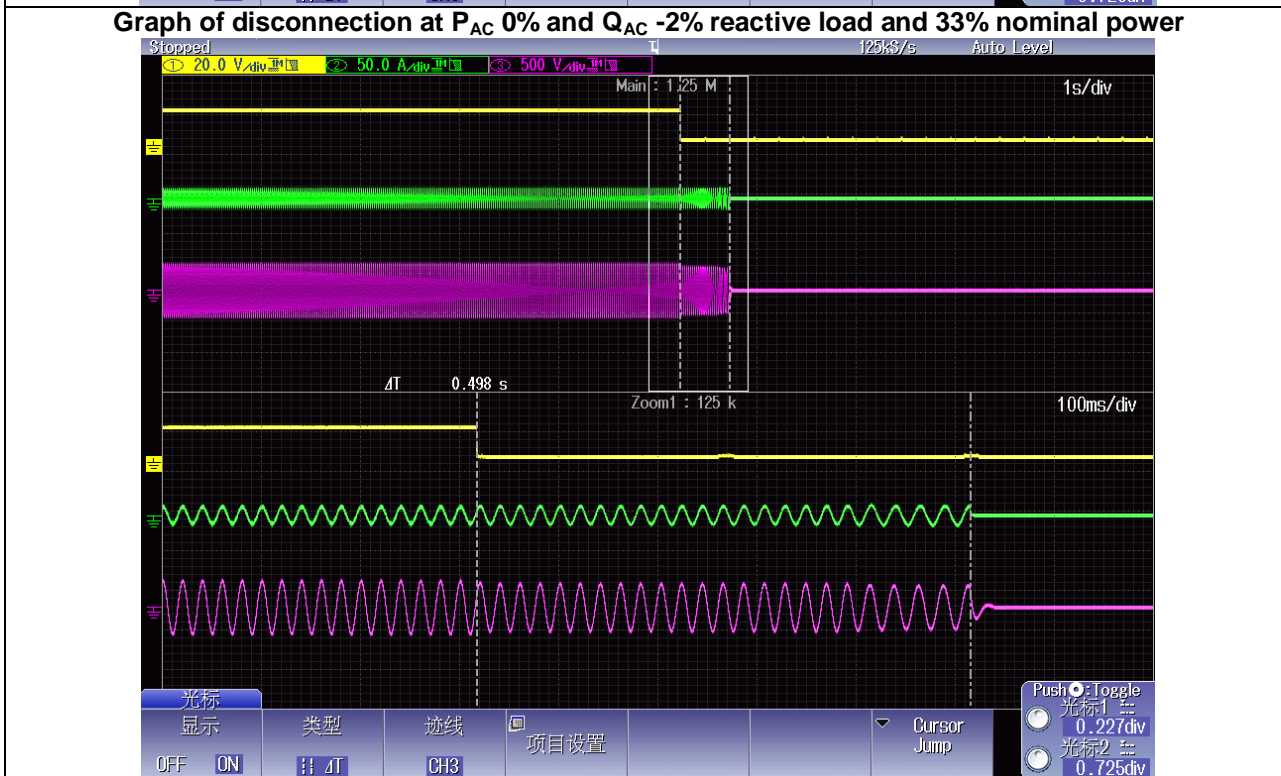 Graph of disconnection at PAC 0% and QAC -2% reactive load and 33% nominal power
Stopped 125kS/s Auto Level
① 20.0 V/div ② 50.0 A/div ③ 500 V/div
Main : 1.25 M 1s/div
ΔT 0.498 s
Zoom1 : 125 k 100ms/div
光标
显示 类型 迹线 项目设置 Cursor Jump
OFF ON ΔT CH3
Push :Toggle
光标1
0.227div
光标2
0.725div